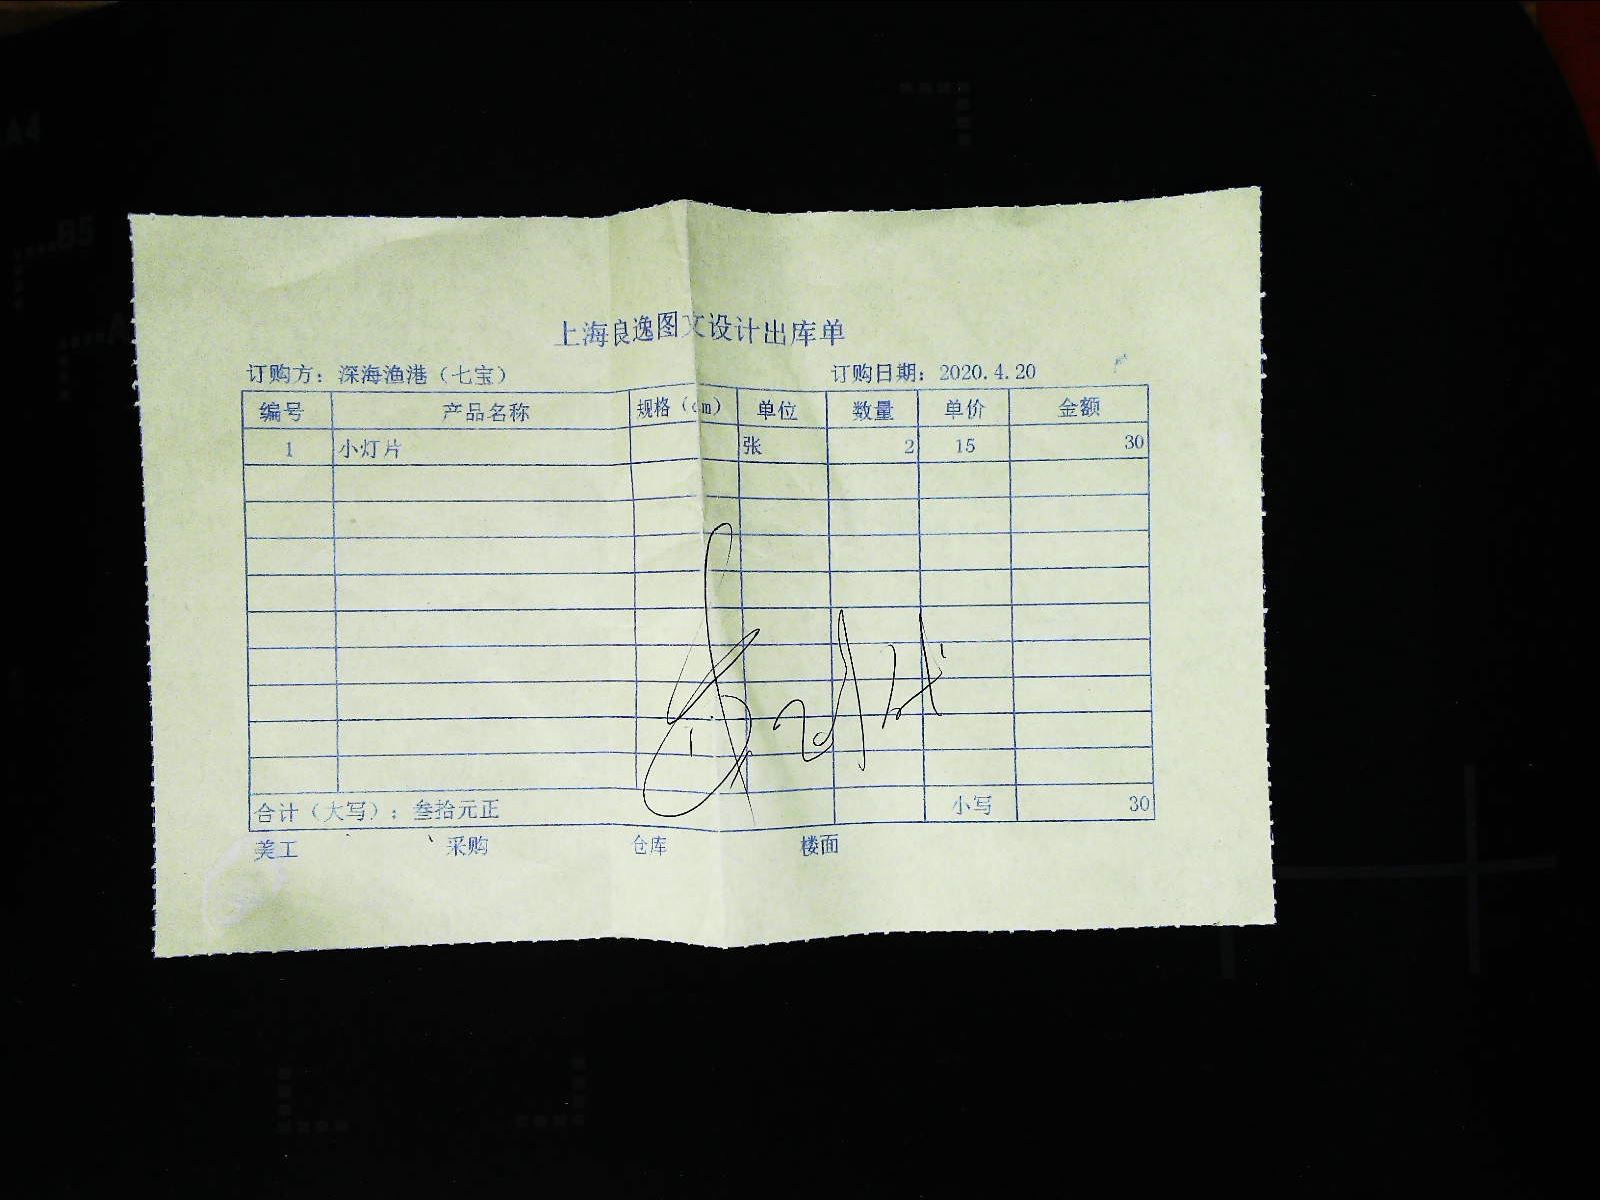 上海良逸图文设计出库单
订购方：深海渔港（七宝） 订购日期：2020.4.20
编号 产品名称 规格（cm） 单位 数量 单价 金额
1 小灯片 张 2 15 30
合计（大写）：叁拾元正 小写 30
美工 采购 仓库 楼面
A4
B5